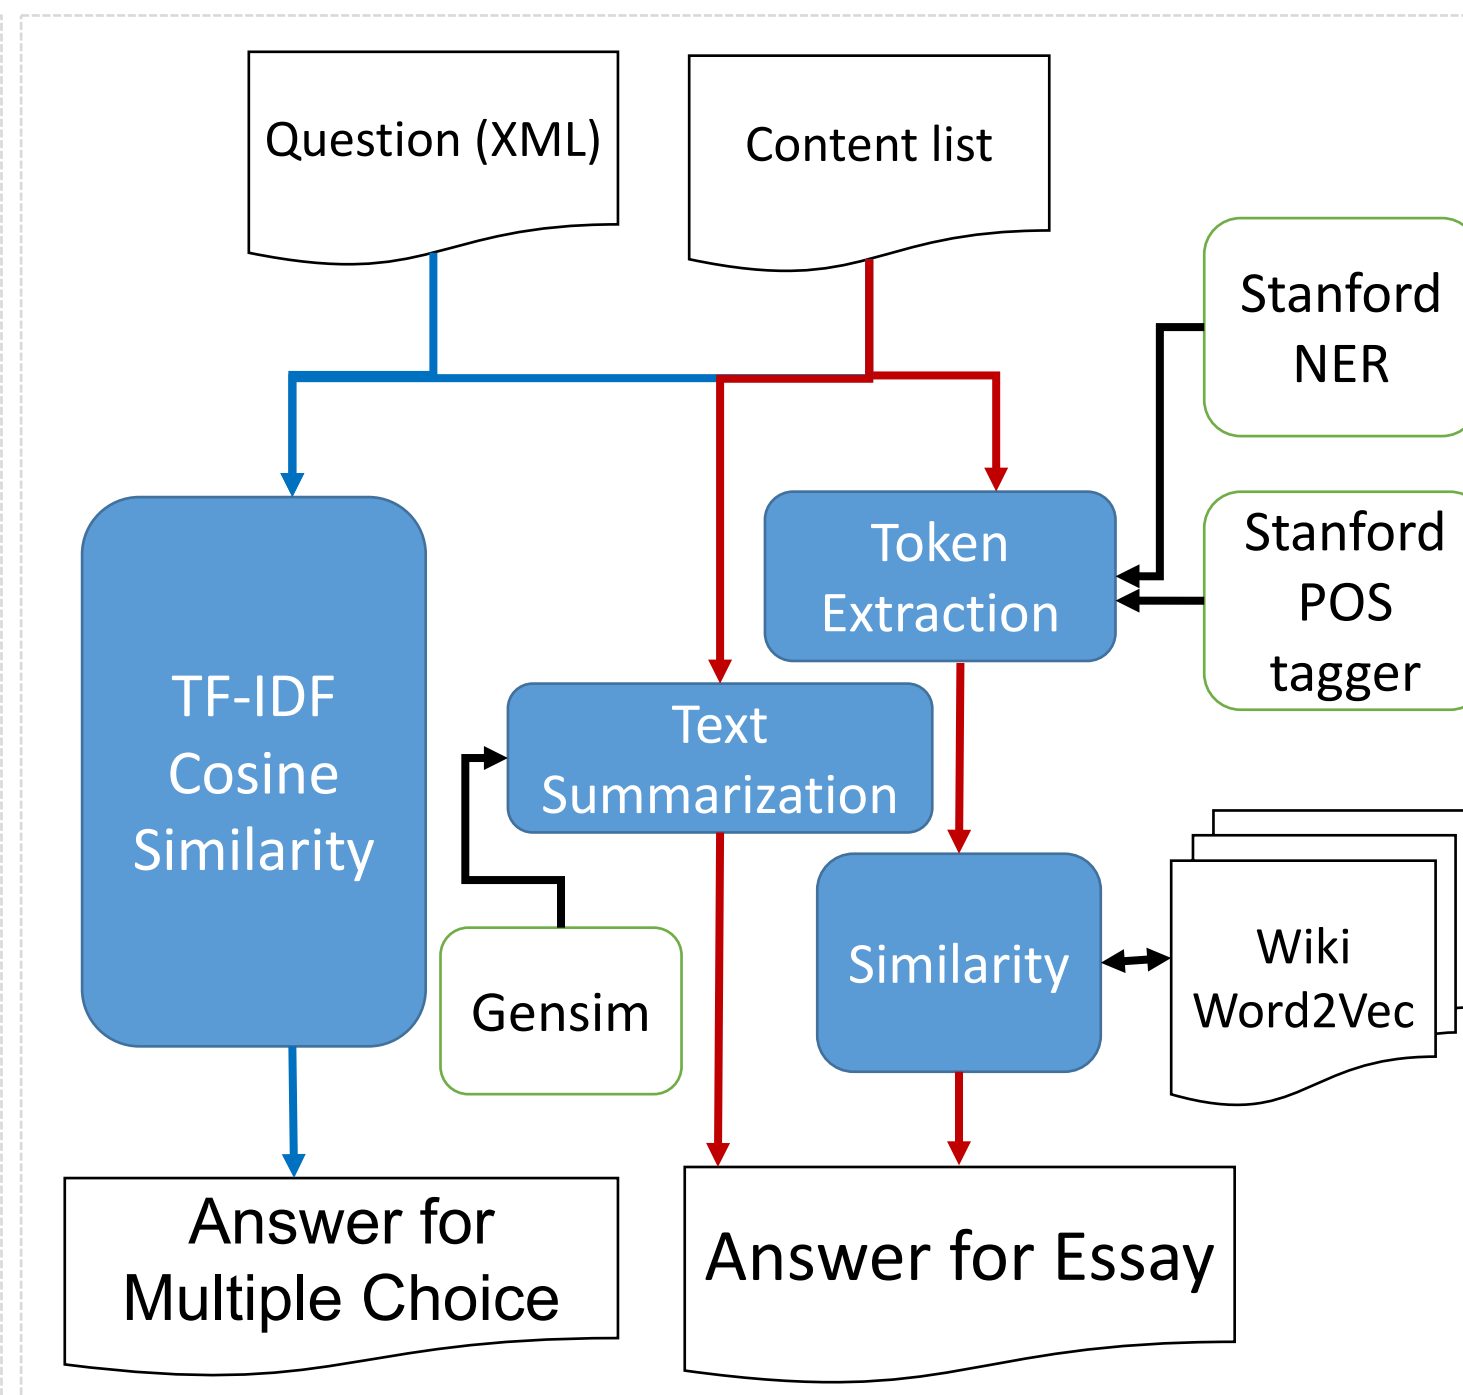 Question (XML)
Content list
Stanford
NER
Stanford
POS
tagger
Token
Extraction
TF-IDF
Cosine
Similarity
Text
Summarization
Similarity
Wiki
Word2Vec
Gensim
Answer for
Multiple Choice
Answer for Essay